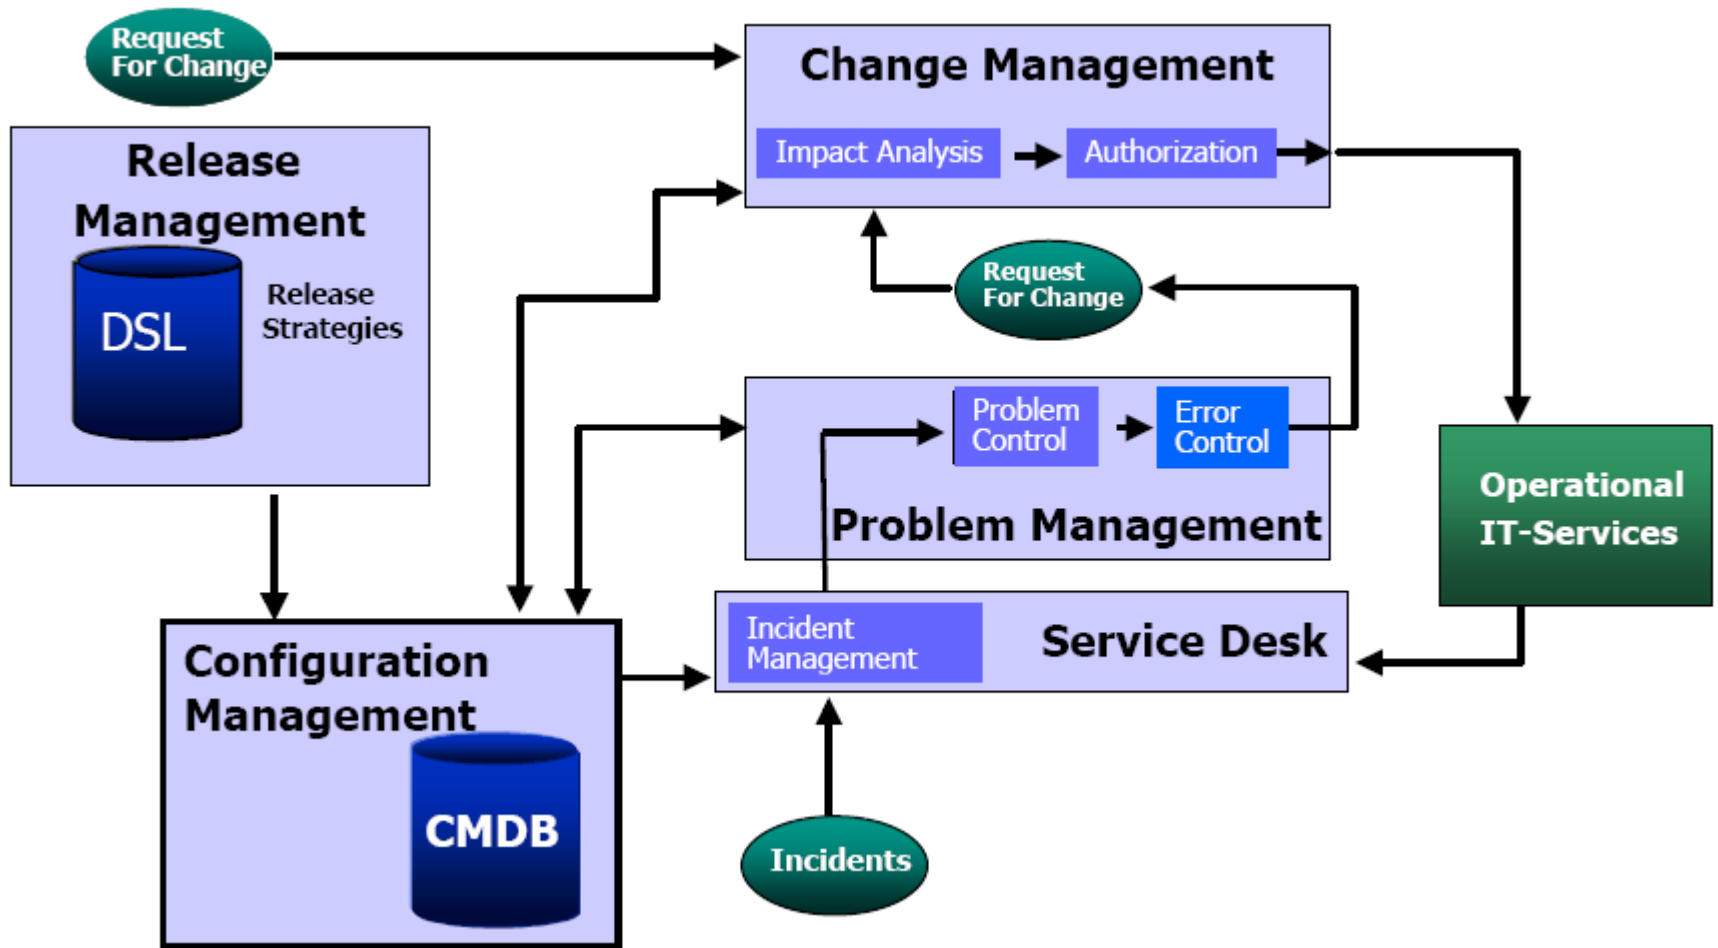 Request
For Change
Change Management
Impact Analysis
Authorization
Release
Management
DSL
Release
Strategies
Request
For Change
Problem
Control
Error
Control
Problem Management
Operational
IT-Services
Incident
Management
Service Desk
Configuration
Management
CMDB
Incidents